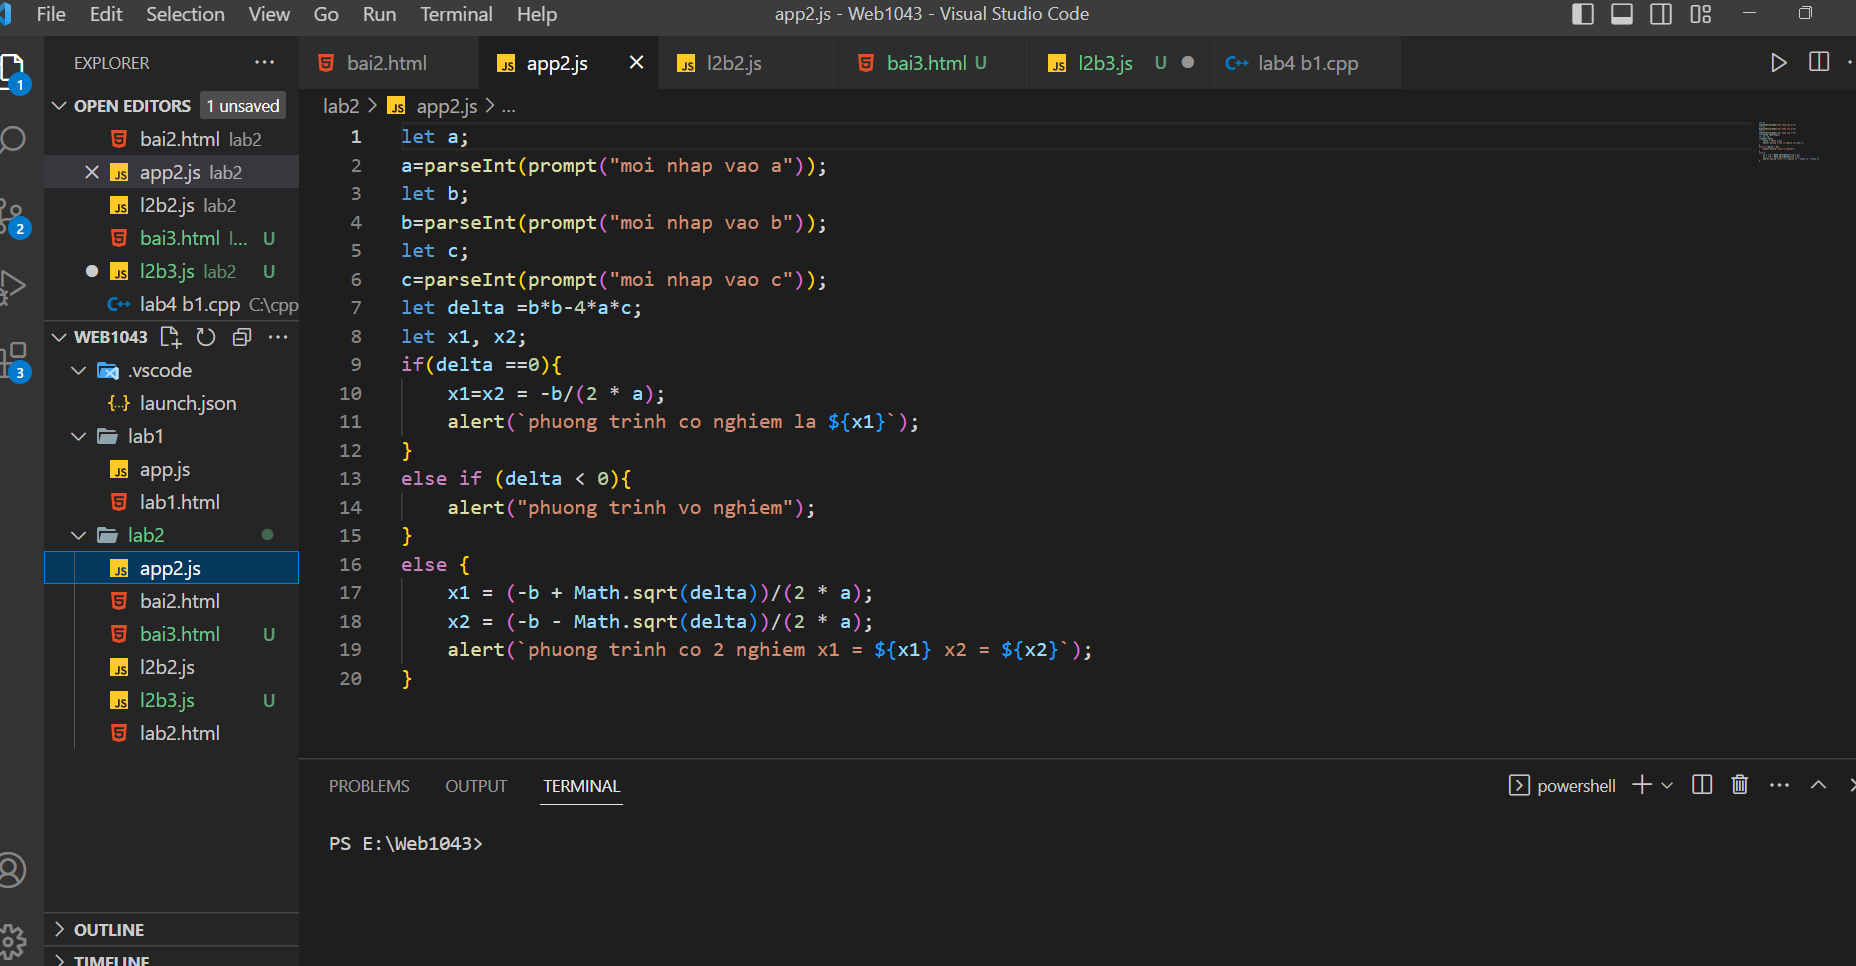 File Edit Selection View Go Run Terminal Help
app2.js - Web1043 - Visual Studio Code
EXPLORER
OPEN EDITORS 1 unsaved
bai2.html lab2
app2.js lab2
l2b2.js lab2
bai3.html l... U
l2b3.js lab2 U
lab4 b1.cpp C:\cpp
WEB1043
.vscode
launch.json
lab1
app.js
lab1.html
lab2
app2.js
bai2.html
bai3.html U
l2b2.js
l2b3.js U
lab2.html
OUTLINE
TIMELINE
1
2
3
bai2.html app2.js l2b2.js bai3.html U l2b3.js U lab4 b1.cpp
lab2 > app2.js > ...
1 let a;
2 a=parseInt(prompt("moi nhap vao a"));
3 let b;
4 b=parseInt(prompt("moi nhap vao b"));
5 let c;
6 c=parseInt(prompt("moi nhap vao c"));
7 let delta =b*b-4*a*c;
8 let x1, x2;
9 if(delta ==0){
10 x1=x2 = -b/(2 * a);
11 alert(`phuong trinh co nghiem la ${x1}`);
12 }
13 else if (delta < 0){
14 alert("phuong trinh vo nghiem");
15 }
16 else {
17 x1 = (-b + Math.sqrt(delta))/(2 * a);
18 x2 = (-b - Math.sqrt(delta))/(2 * a);
19 alert(`phuong trinh co 2 nghiem x1 = ${x1} x2 = ${x2}`);
20 }
PROBLEMS OUTPUT TERMINAL
powershell
PS E:\Web1043>